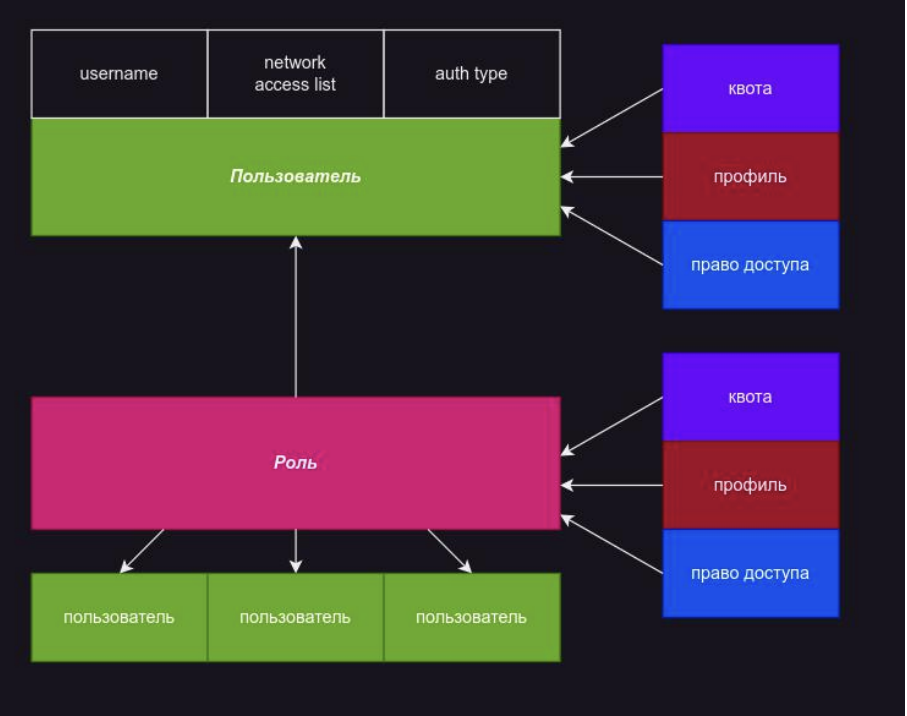 username
network
access list
auth type
квота
Пользователь
профиль
право доступа
квота
Роль
профиль
право доступа
пользователь
пользователь
пользователь